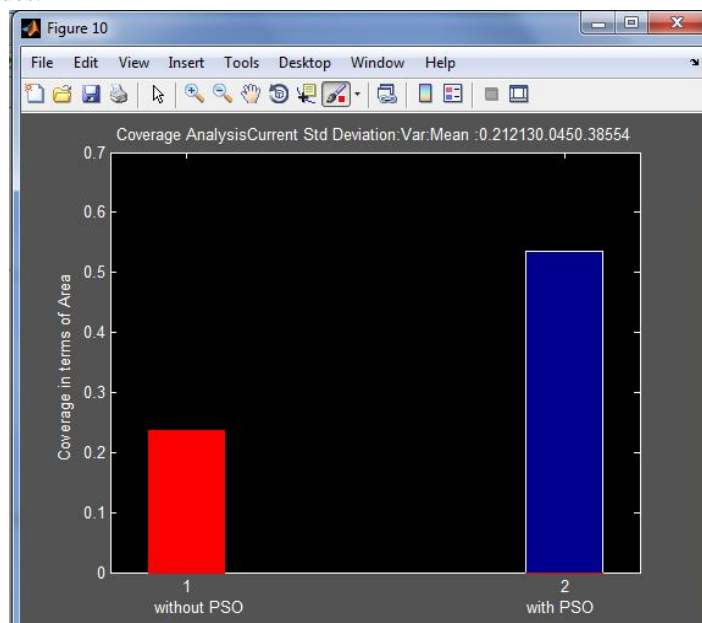 Figure 10
File Edit View Insert Tools Desktop Window Help
Coverage AnalysisCurrent Std Deviation:Var:Mean :0.212130.0450.38554
0.7
0.6
0.5
0.4
0.3
0.2
0.1
0
Coverage in terms of Area
1 2
without PSO with PSO